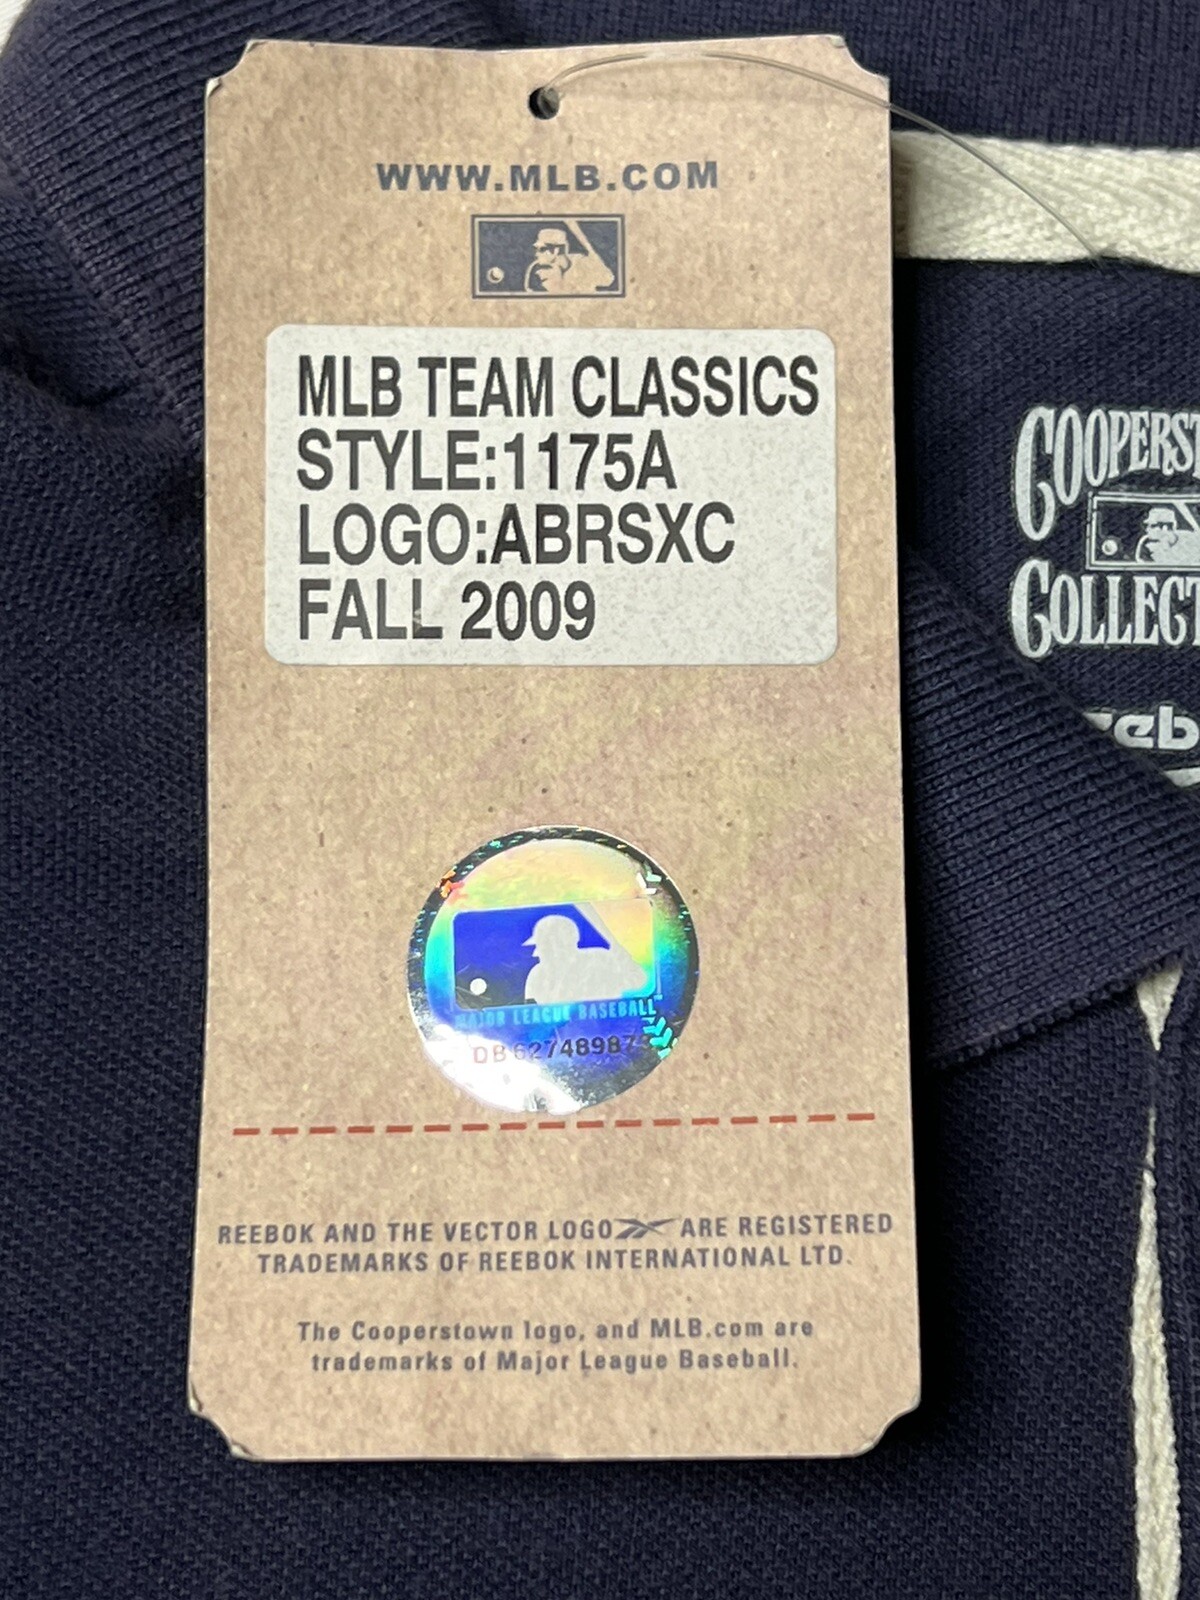 WWW.MLB.COM
MLB TEAM CLASSICS
STYLE:1175A
LOGO:ABRSXC
FALL 2009
MAJOR LEAGUE BASEBALL
REEBOK AND THE VECTOR LOGO ARE REGISTERED
TRADEMARKS OF REEBOK INTERNATIONAL LTD.
The Cooperstown logo, and MLB.com are
trademarks of Major League Baseball.
COOPERST
COLLECT